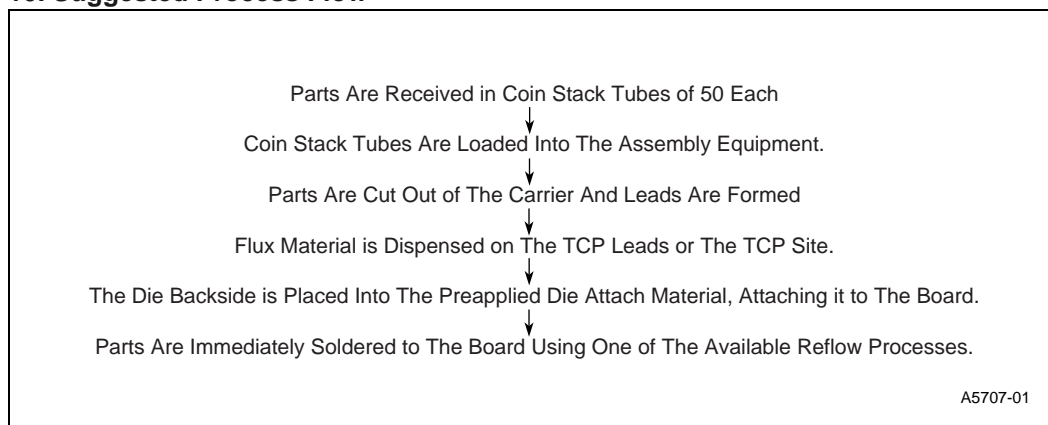 Parts Are Received in Coin Stack Tubes of 50 Each
Coin Stack Tubes Are Loaded Into The Assembly Equipment.
Parts Are Cut Out of The Carrier And Leads Are Formed
Flux Material is Dispensed on The TCP Leads or The TCP Site.
The Die Backside is Placed Into The Preapplied Die Attach Material, Attaching it to The Board.
Parts Are Immediately Soldered to The Board Using One of The Available Reflow Processes.
A5707-01